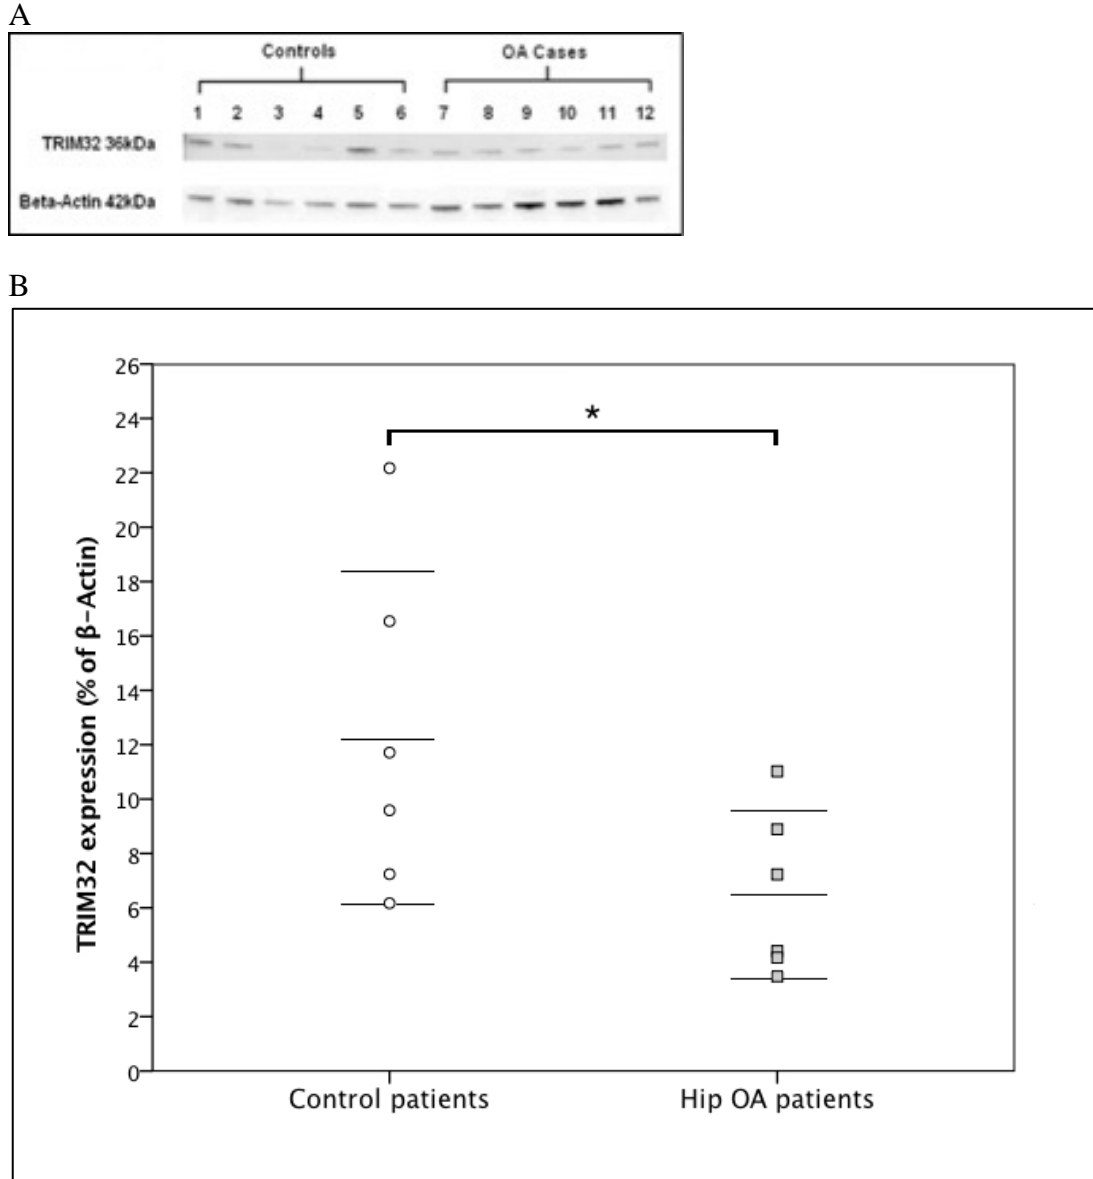 A
Controls OA Cases
1 2 3 4 5 6 7 8 9 10 11 12
TRIM32 36kDa
Beta-Actin 42kDa
B
26
24
22
20
18
16
14
12
10
8
6
4
2
0
*
TRIM32 expression (% of β-Actin)
Control patients Hip OA patients